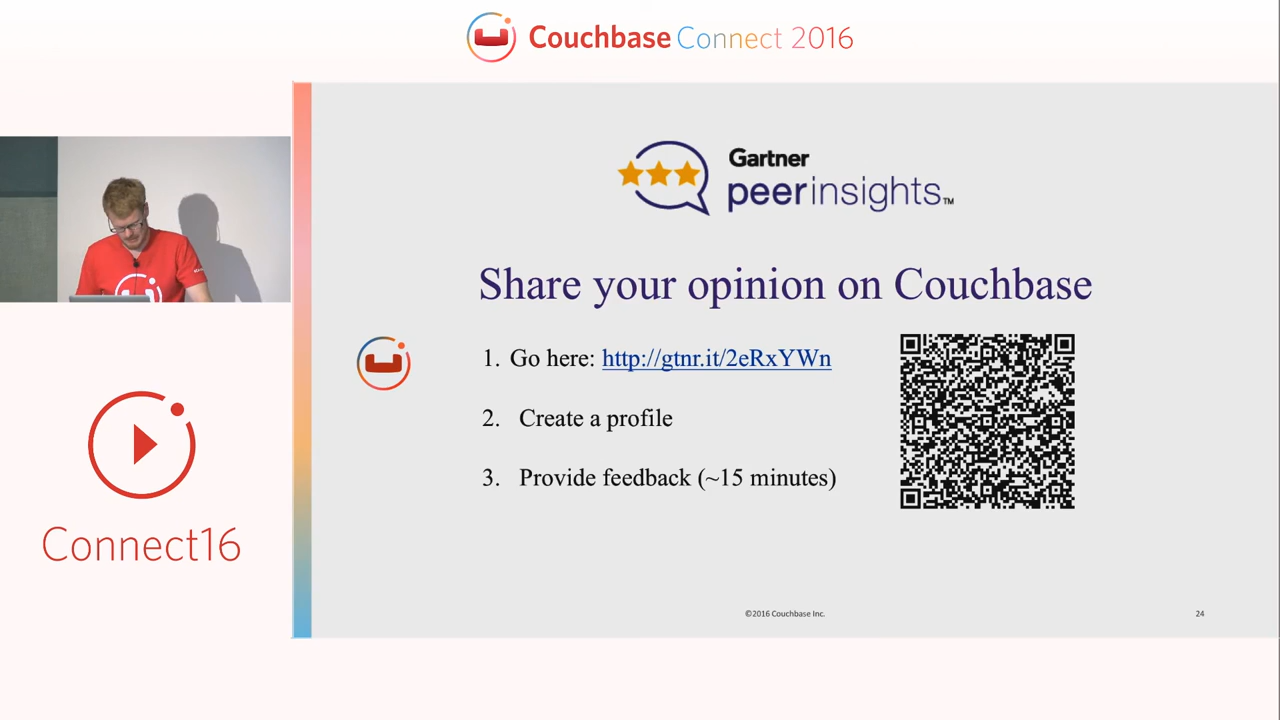 Couchbase Connect 2016
Gartner
peerinsights™
Share your opinion on Couchbase
1. Go here: http://gtnr.it/2eRxYWn
2. Create a profile
3. Provide feedback (~15 minutes)
Connect16
©2016 Couchbase Inc.
24